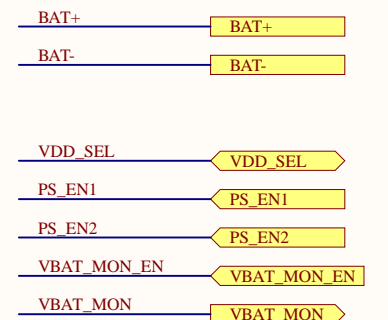 BAT+ BAT+
BAT- BAT-
VDD_SEL VDD_SEL
PS_EN1 PS_EN1
PS_EN2 PS_EN2
VBAT_MON_EN VBAT_MON_EN
VBAT_MON VBAT_MON